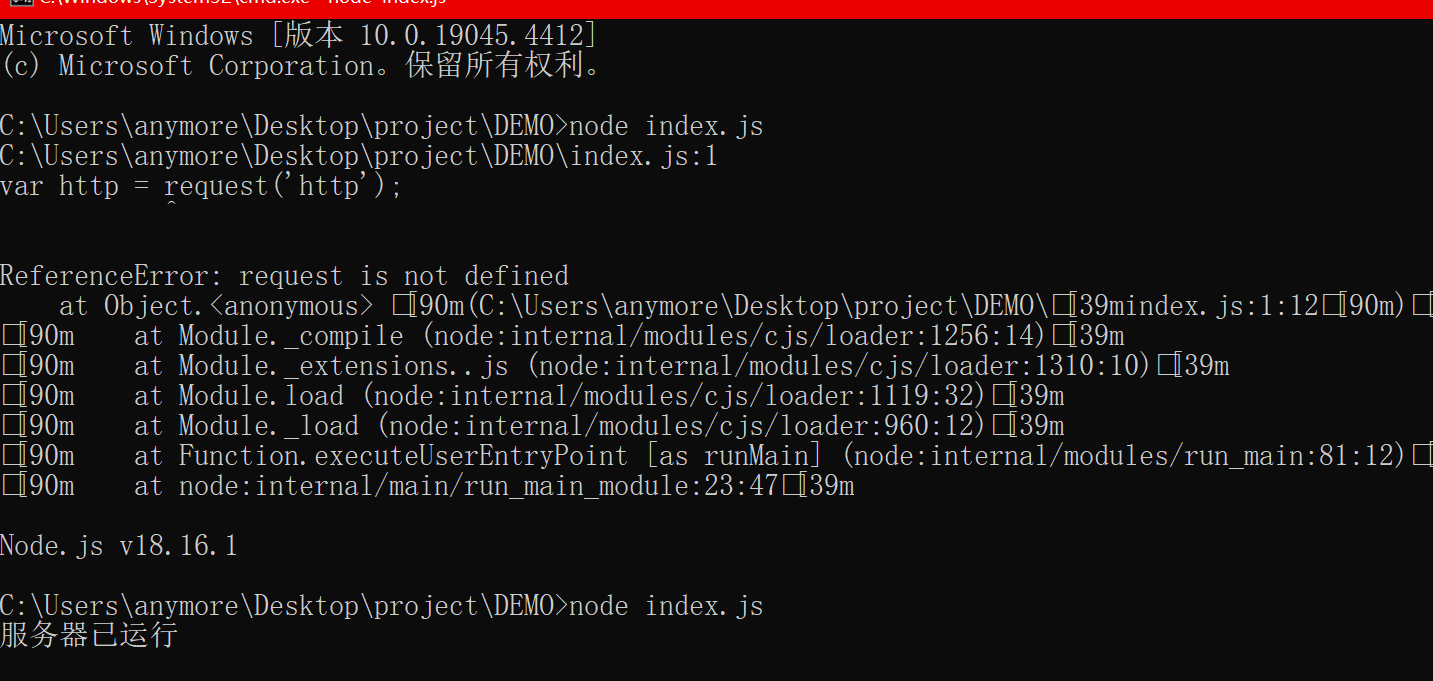 C:\Windows\system32\cmd.exe - node index.js
Microsoft Windows [版本 10.0.19045.4412]
(c) Microsoft Corporation。保留所有权利。
C:\Users\anymore\Desktop\project\DEMO>node index.js
C:\Users\anymore\Desktop\project\DEMO\index.js:1
var http = request('http');
^
ReferenceError: request is not defined
at Object.<anonymous> □[90m(C:\Users\anymore\Desktop\project\DEMO\□[39mindex.js:1:12□[90m)□[
□[90m    at Module._compile (node:internal/modules/cjs/loader:1256:14)□[39m
□[90m    at Module._extensions..js (node:internal/modules/cjs/loader:1310:10)□[39m
□[90m    at Module.load (node:internal/modules/cjs/loader:1119:32)□[39m
□[90m    at Module._load (node:internal/modules/cjs/loader:960:12)□[39m
□[90m    at Function.executeUserEntryPoint [as runMain] (node:internal/modules/run_main:81:12)□[
□[90m    at node:internal/main/run_main_module:23:47□[39m
Node.js v18.16.1
C:\Users\anymore\Desktop\project\DEMO>node index.js
服务器已运行